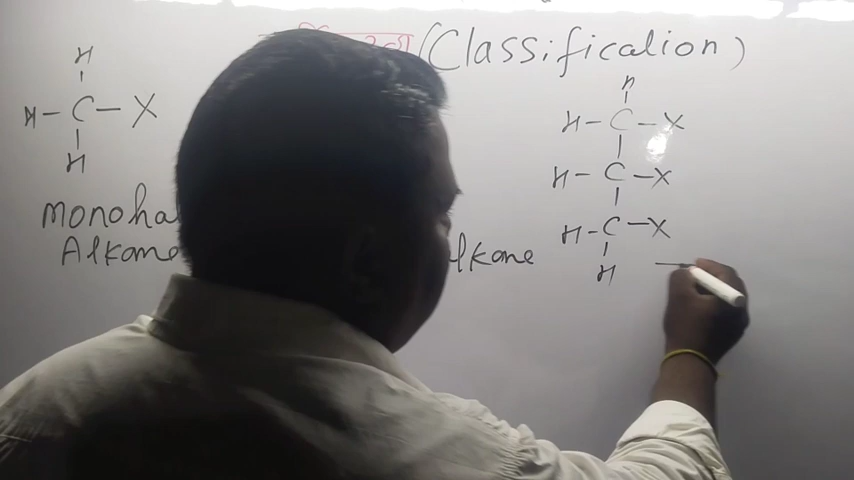 (Classification)
H
H – C – X
H
Monoha
Alkane
lkane
H
H – C – X
H – C – X
H – C – X
H